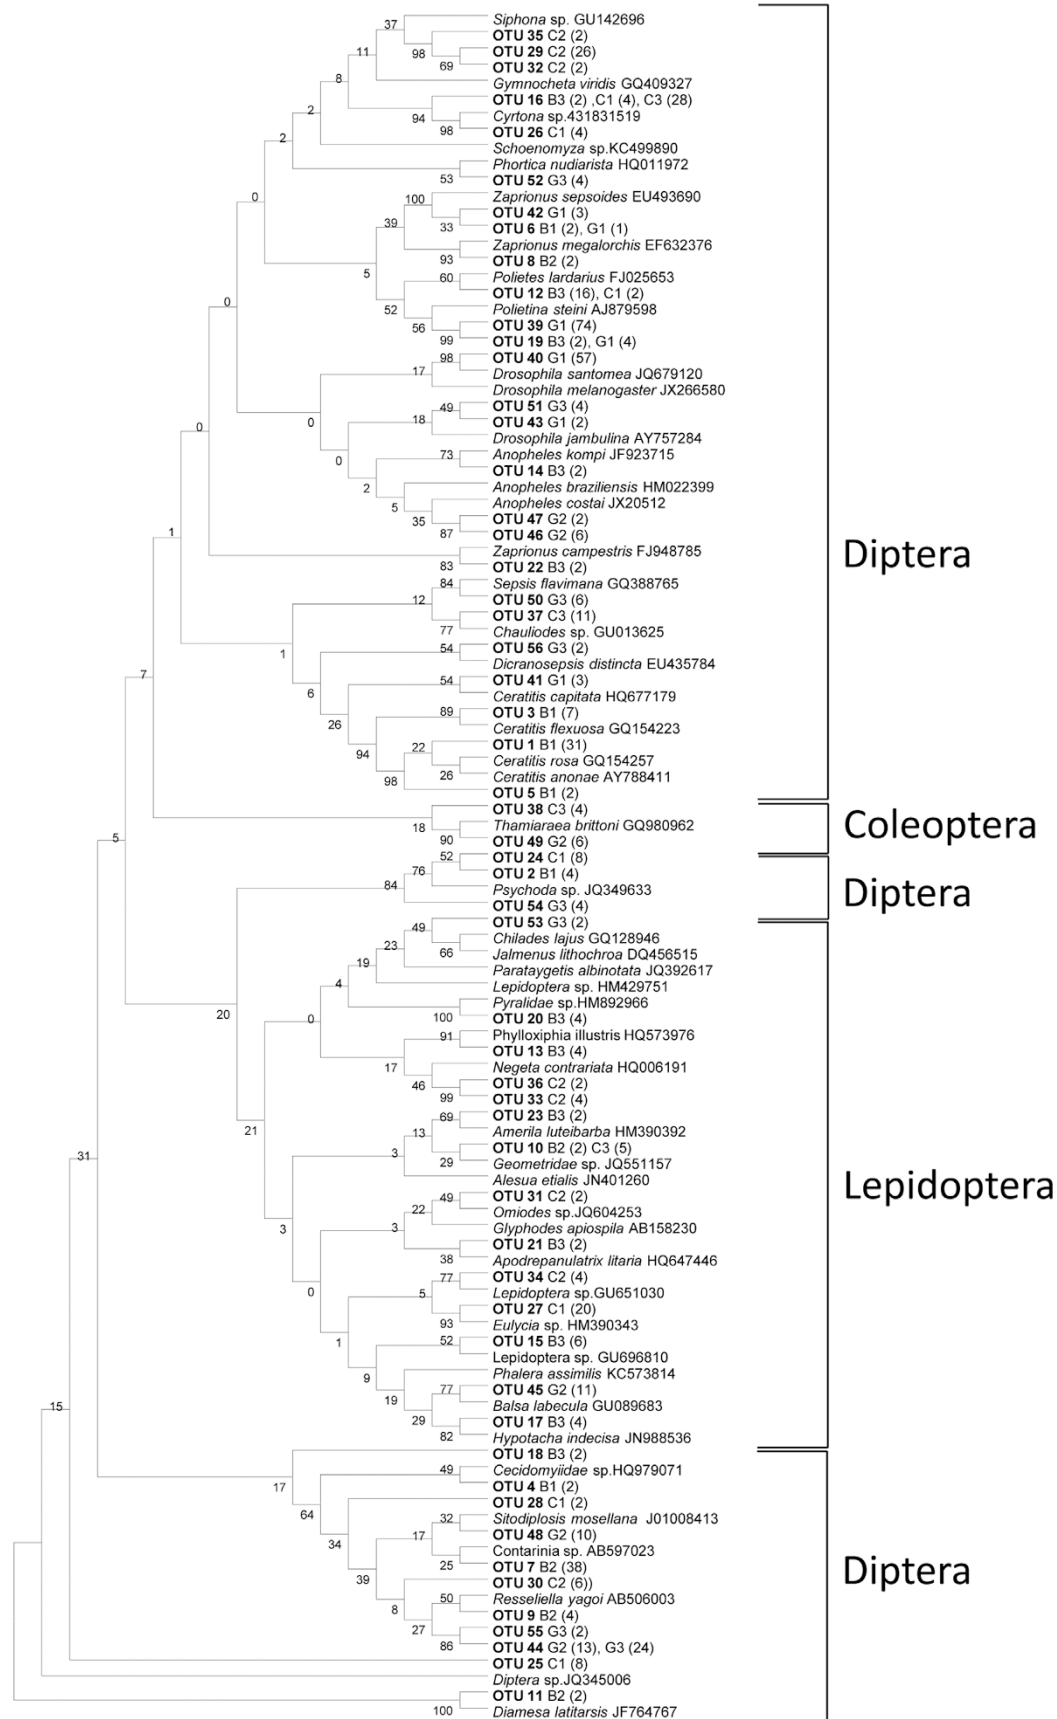 Siphona sp. GU142696
OTU 35 C2 (2)
OTU 29 C2 (26)
OTU 32 C2 (2)
Gymnocheta viridis GQ409327
OTU 16 B3 (2) ,C1 (4), C3 (28)
Cyrtona sp.431831519
OTU 26 C1 (4)
Schoenomyza sp.KC499890
Phortica nudiarista HQ011972
OTU 52 G3 (4)
Zaprionus sepsoides EU493690
OTU 42 G1 (3)
OTU 6 B1 (2), G1 (1)
Zaprionus megalorchis EF632376
OTU 8 B2 (2)
Polietes lardarius FJ025653
OTU 12 B3 (16), C1 (2)
Polietina steini AJ879598
OTU 39 G1 (74)
OTU 19 B3 (2), G1 (4)
OTU 40 G1 (57)
Drosophila santomea JQ679120
Drosophila melanogaster JX266580
OTU 51 G3 (4)
OTU 43 G1 (2)
Drosophila jambulina AY757284
Anopheles kompi JF923715
OTU 14 B3 (2)
Anopheles braziliensis HM022399
Anopheles costai JX20512
OTU 47 G2 (2)
OTU 46 G2 (6)
Zaprionus campestris FJ948785
OTU 22 B3 (2)
Sepsis flavimana GQ388765
OTU 50 G3 (6)
OTU 37 C3 (11)
Chauliodes sp. GU013625
OTU 56 G3 (2)
Dicranosepsis distincta EU435784
OTU 41 G1 (3)
Ceratitis capitata HQ677179
OTU 3 B1 (7)
Ceratitis flexuosa GQ154223
OTU 1 B1 (31)
Ceratitis rosa GQ154257
Ceratitis anonae AY788411
OTU 5 B1 (2)
OTU 38 C3 (4)
Thamiaraea brittoni GQ980962
OTU 49 G2 (6)
OTU 24 C1 (8)
OTU 2 B1 (4)
Psychoda sp. JQ349633
OTU 54 G3 (4)
OTU 53 G3 (2)
Chilades lajus GQ128946
Jalmenus lithochroa DQ456515
Parataygetis albinotata JQ392617
Lepidoptera sp. HM429751
Pyralidae sp.HM892966
OTU 20 B3 (4)
Phylloxiphia illustris HQ573976
OTU 13 B3 (4)
Negeta contrariata HQ006191
OTU 36 C2 (2)
OTU 33 C2 (4)
OTU 23 B3 (2)
Amerila luteibarba HM390392
OTU 10 B2 (2) C3 (5)
Geometridae sp. JQ551157
Alesua etialis JN401260
OTU 31 C2 (2)
Omiodes sp.JQ604253
Glyphodes apiospila AB158230
OTU 21 B3 (2)
Apodrepanulatrix litaria HQ647446
OTU 34 C2 (4)
Lepidoptera sp.GU651030
OTU 27 C1 (20)
Eulycia sp. HM390343
OTU 15 B3 (6)
Lepidoptera sp. GU696810
Phalera assimilis KC573814
OTU 45 G2 (11)
Balsa labecula GU089683
OTU 17 B3 (4)
Hypotacha indecisa JN988536
OTU 18 B3 (2)
Cecidomyiidae sp.HQ979071
OTU 4 B1 (2)
OTU 28 C1 (2)
Sitodiplosis mosellana J01008413
OTU 48 G2 (10)
Contarinia sp. AB597023
OTU 7 B2 (38)
OTU 30 C2 (6))
Resseliella yagoi AB506003
OTU 9 B2 (4)
OTU 55 G3 (2)
OTU 44 G2 (13), G3 (24)
OTU 25 C1 (8)
Diptera sp.JQ345006
OTU 11 B2 (2)
Diamesa latitarsis JF764767
Diptera
Coleoptera
Diptera
Lepidoptera
Diptera
37
98
69
11
8
94
98
2
2
53
0
100
39
33
93
5
60
52
56
99
0
98
17
49
18
0
0
73
2
5
35
87
0
83
1
84
12
77
1
54
6
54
26
89
94
22
26
98
7
18
90
5
52
76
84
20
49
23
66
19
4
100
0
91
17
46
99
21
69
13
3
29
3
49
22
3
38
0
77
5
93
1
52
9
77
19
29
82
31
17
49
64
32
17
25
34
39
50
8
27
86
15
100